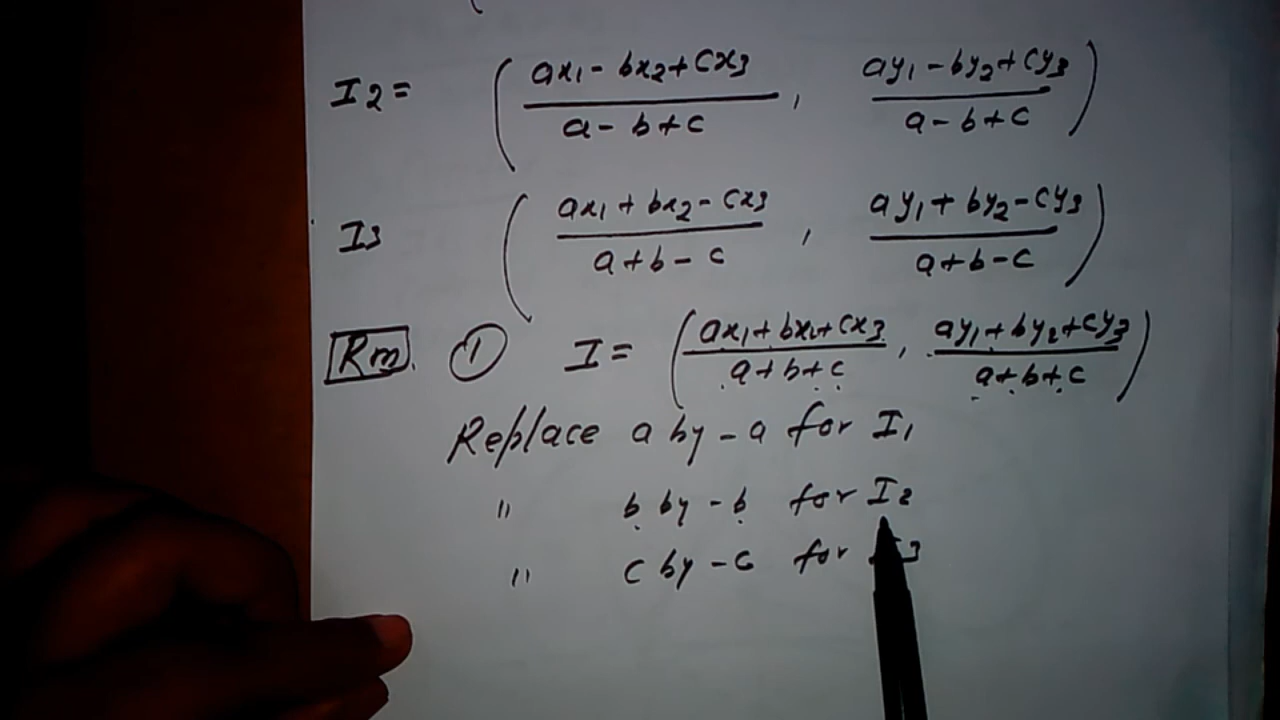 I2 = ( ax1 - bx2 + cx3 / a - b + c , ay1 - by2 + cy3 / a - b + c )
I3 ( ax1 + bx2 - cx3 / a + b - c , ay1 + by2 - cy3 / a + b - c )
Rm. ① I = ( ax1 + bx2 + cx3 / a + b + c , ay1 + by2 + cy3 / a + b + c )
Replace a by - a for I1
" b by - b for I2
" c by - c for